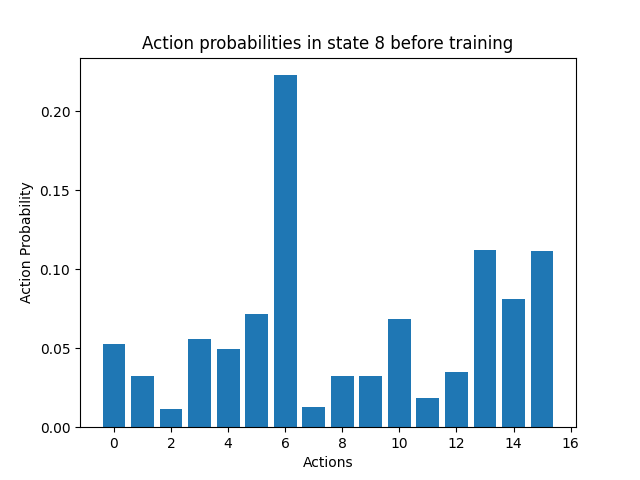 Action probabilities in state 8 before training
0.20
0.15
0.10
0.05
0.00
Action Probability
0 2 4 6 8 10 12 14 16
Actions